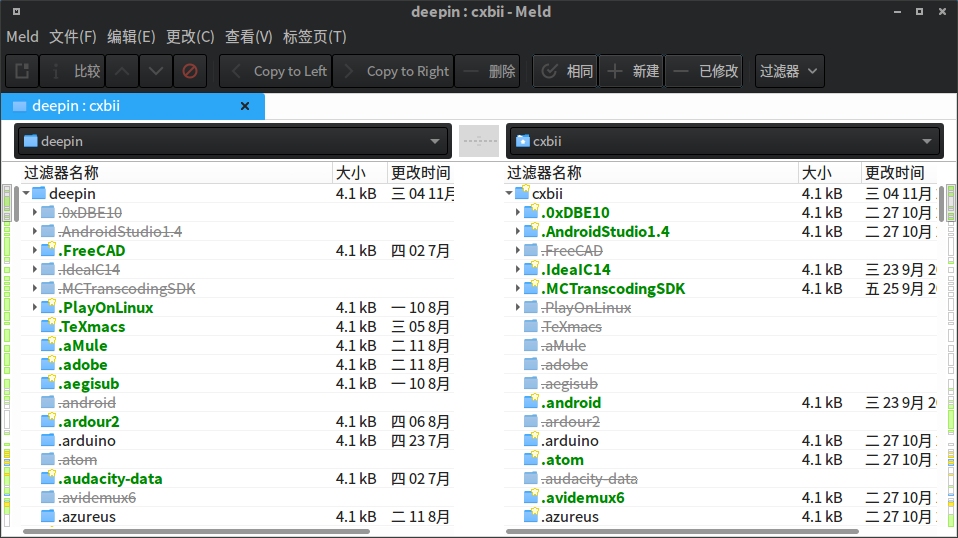 deepin : cxbii - Meld
Meld 文件(F) 编辑(E) 更改(C) 查看(V) 标签页(T)
比较 Copy to Left Copy to Right 删除 相同 新建 已修改 过滤器
deepin : cxbii
deepin cxbii
过滤器名称 大小 更改时间 过滤器名称 大小 更改时间
deepin 4.1 kB 三 04 11月 cxbii 4.1 kB 三 04 11月
.0xDBE10 .0xDBE10 4.1 kB 二 27 10月
.AndroidStudio1.4 .AndroidStudio1.4 4.1 kB 二 27 10月
.FreeCAD 4.1 kB 四 02 7月 .FreeCAD
.IdeaIC14 .IdeaIC14 4.1 kB 三 23 9月
.MCTranscodingSDK .MCTranscodingSDK 4.1 kB 五 25 9月
.PlayOnLinux 4.1 kB 一 10 8月 .PlayOnLinux
.TeXmacs 4.1 kB 三 05 8月 .TeXmacs
.aMule 4.1 kB 二 11 8月 .aMule
.adobe 4.1 kB 二 11 8月 .adobe
.aegisub 4.1 kB 一 10 8月 .aegisub
.android .android 4.1 kB 三 23 9月
.ardour2 4.1 kB 四 06 8月 .ardour2
.arduino 4.1 kB 四 23 7月 .arduino 4.1 kB 二 27 10月
.atom .atom 4.1 kB 二 27 10月
.audacity-data 4.1 kB 四 02 7月 .audacity-data
.avidemux6 .avidemux6 4.1 kB 二 27 10月
.azureus 4.1 kB 二 11 8月 .azureus 4.1 kB 二 27 10月